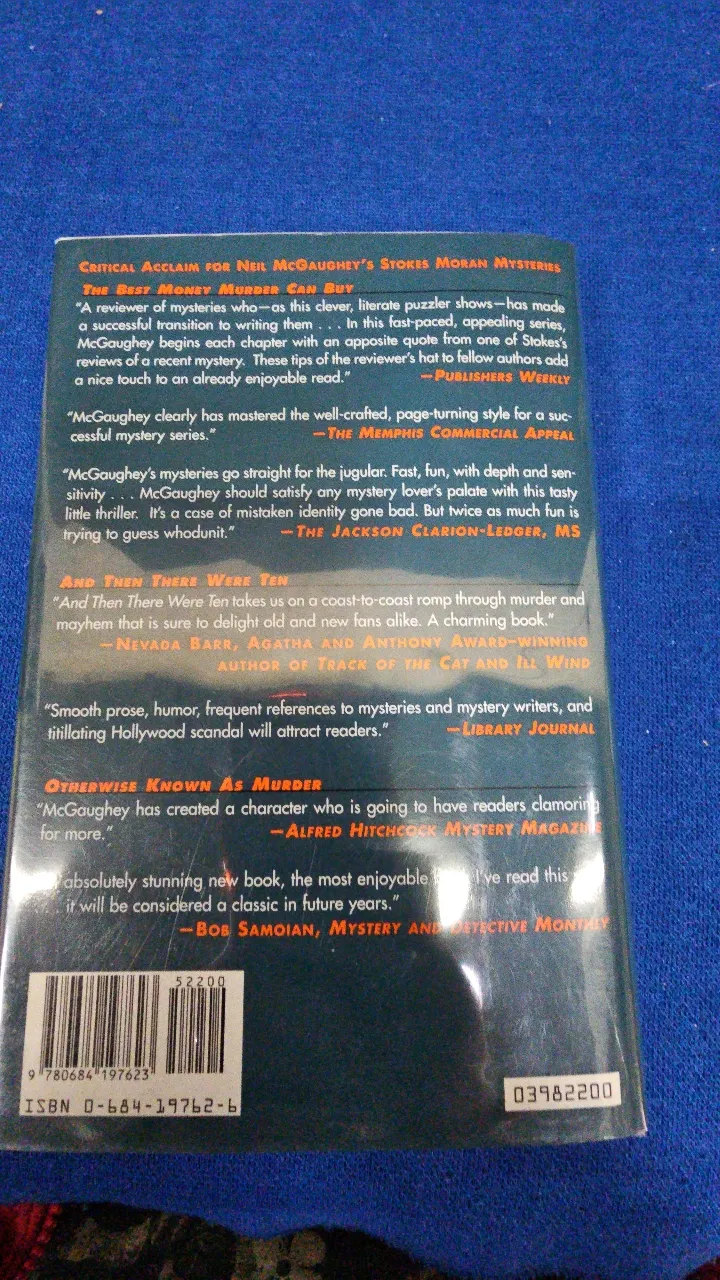 Critical Acclaim for Neil McGaughey's Stokes Moran Mysteries
The Best Money Murder Can Buy
"A reviewer of mysteries who—as this clever, literate puzzler shows—has made
a successful transition to writing them . . . In this fast-paced, appealing series,
McGaughey begins each chapter with an apposite quote from one of Stokes's
reviews of a recent mystery. These tips of the reviewer's hat to fellow authors add
a nice touch to an already enjoyable read." —Publishers Weekly
"McGaughey clearly has mastered the well-crafted, page-turning style for a suc-
cessful mystery series." —The Memphis Commercial Appeal
"McGaughey's mysteries go straight for the jugular. Fast, fun, with depth and sen-
sitivity . . . McGaughey should satisfy any mystery lover's palate with this tasty
little thriller. It's a case of mistaken identity gone bad. But twice as much fun is
trying to guess whodunit." —The Jackson Clarion-Ledger, MS
And Then There Were Ten
"And Then There Were Ten takes us on a coast-to-coast romp through murder and
mayhem that is sure to delight old and new fans alike. A charming book."
—Nevada Barr, Agatha and Anthony Award-winning
author of Track of the Cat and Ill Wind
"Smooth prose, humor, frequent references to mysteries and mystery writers, and
titillating Hollywood scandal will attract readers." —Library Journal
Otherwise Known As Murder
"McGaughey has created a character who is going to have readers clamoring
for more." —Alfred Hitchcock Mystery Magazine
absolutely stunning new book, the most enjoyable I've read this
. . . it will be considered a classic in future years."
—Bob Samoian, Mystery and Detective Monthly
52200
9 780684 197623
ISBN 0-684-19762-6
03982200